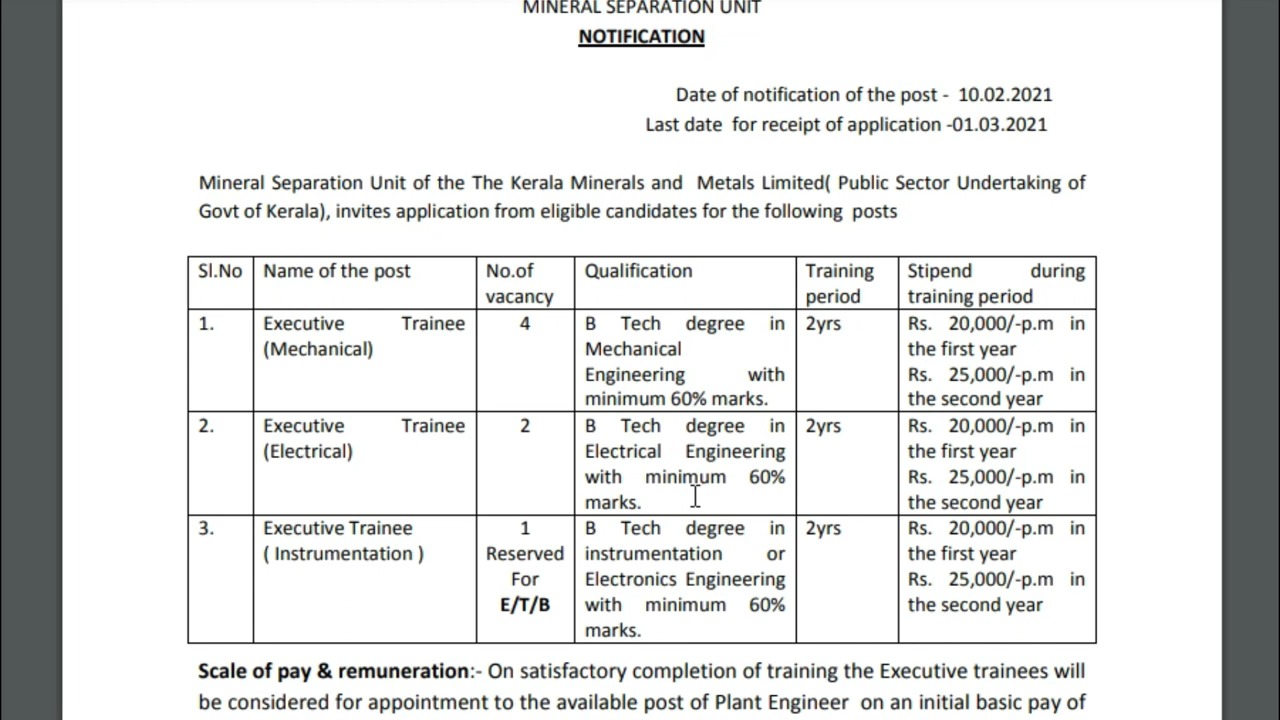 MINERAL SEPARATION UNIT
NOTIFICATION
Date of notification of the post - 10.02.2021
Last date for receipt of application -01.03.2021
Mineral Separation Unit of the The Kerala Minerals and Metals Limited( Public Sector Undertaking of
Govt of Kerala), invites application from eligible candidates for the following posts
Sl.No Name of the post No.of vacancy Qualification Training period Stipend during training period
1. Executive Trainee (Mechanical) 4 B Tech degree in Mechanical Engineering with minimum 60% marks. 2yrs Rs. 20,000/-p.m in the first year Rs. 25,000/-p.m in the second year
2. Executive Trainee (Electrical) 2 B Tech degree in Electrical Engineering with minimum 60% marks. 2yrs Rs. 20,000/-p.m in the first year Rs. 25,000/-p.m in the second year
3. Executive Trainee ( Instrumentation ) 1 Reserved For E/T/B B Tech degree in instrumentation or Electronics Engineering with minimum 60% marks. 2yrs Rs. 20,000/-p.m in the first year Rs. 25,000/-p.m in the second year
Scale of pay & remuneration:- On satisfactory completion of training the Executive trainees will
be considered for appointment to the available post of Plant Engineer on an initial basic pay of